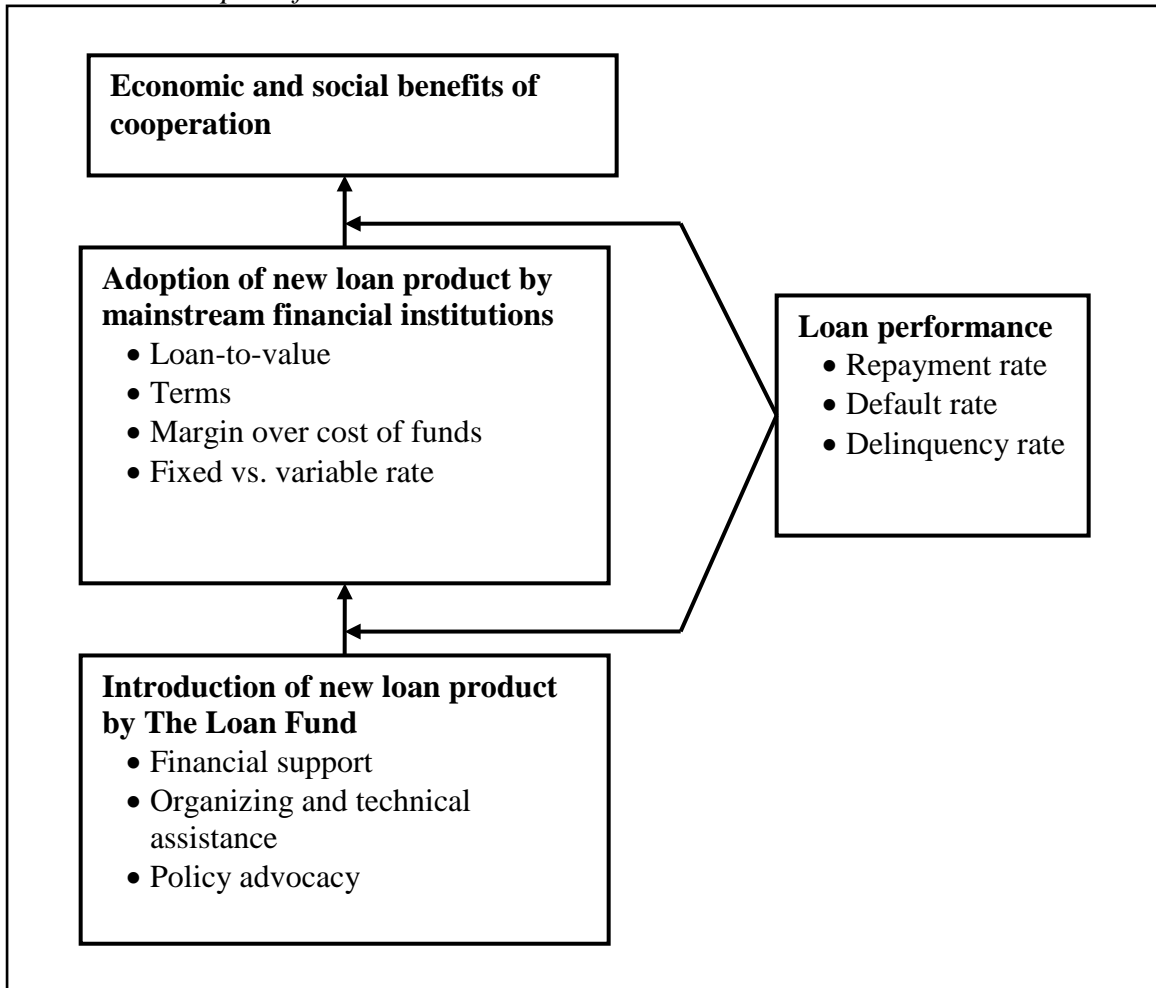 Economic and social benefits of
cooperation
Adoption of new loan product by
mainstream financial institutions
• Loan-to-value
• Terms
• Margin over cost of funds
• Fixed vs. variable rate
Loan performance
• Repayment rate
• Default rate
• Delinquency rate
Introduction of new loan product
by The Loan Fund
• Financial support
• Organizing and technical
assistance
• Policy advocacy